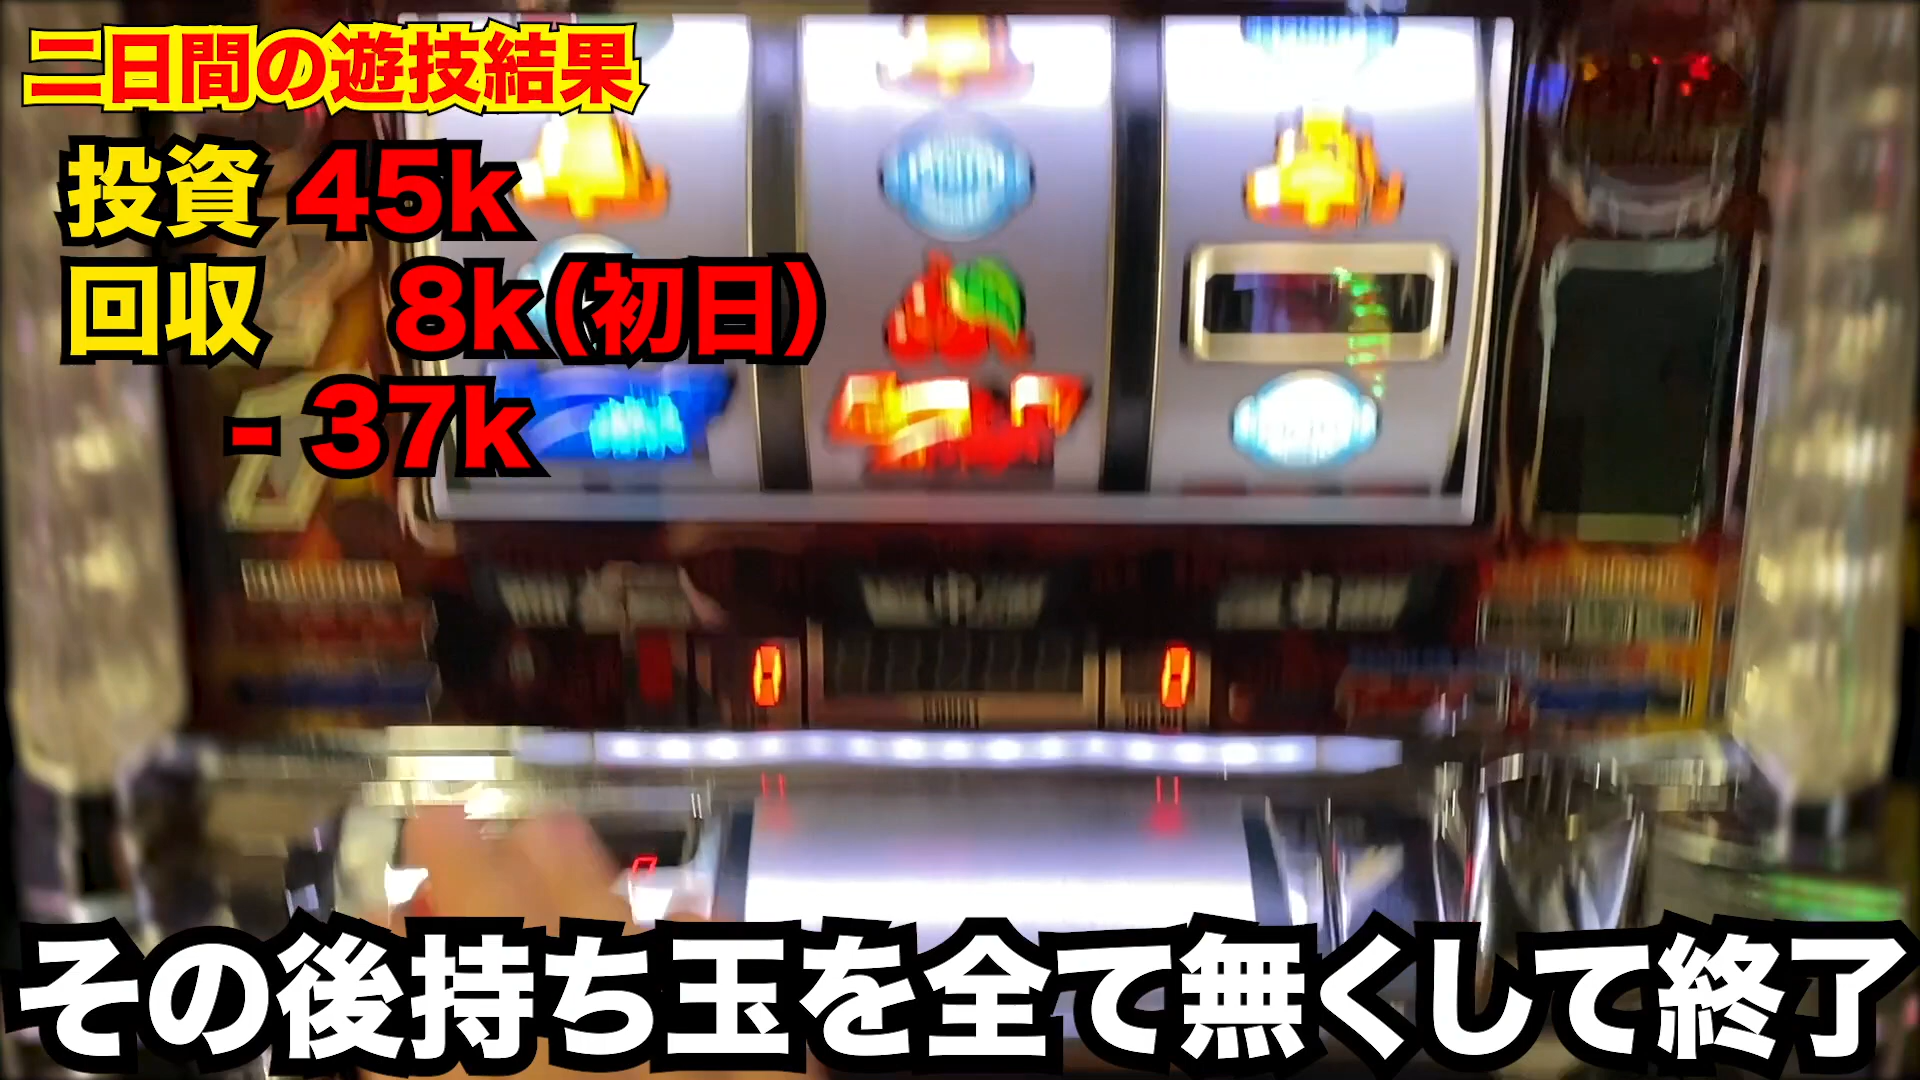 二日間の遊技結果
投資 45k
回収 8k(初日)
- 37k
その後持ち玉を全て無くして終了